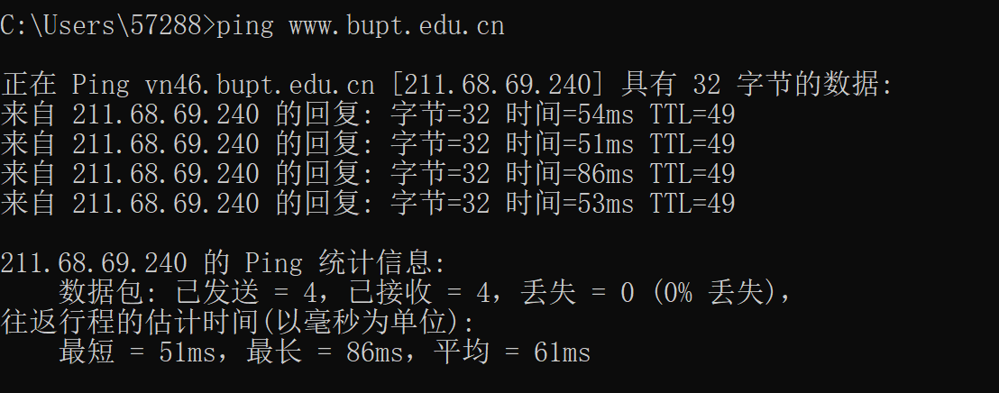 C:\Users\57288>ping www.bupt.edu.cn
正在 Ping vn46.bupt.edu.cn [211.68.69.240] 具有 32 字节的数据:
来自 211.68.69.240 的回复: 字节=32 时间=54ms TTL=49
来自 211.68.69.240 的回复: 字节=32 时间=51ms TTL=49
来自 211.68.69.240 的回复: 字节=32 时间=86ms TTL=49
来自 211.68.69.240 的回复: 字节=32 时间=53ms TTL=49
211.68.69.240 的 Ping 统计信息:
数据包: 已发送 = 4，已接收 = 4，丢失 = 0 (0% 丢失)，
往返行程的估计时间(以毫秒为单位):
最短 = 51ms，最长 = 86ms，平均 = 61ms